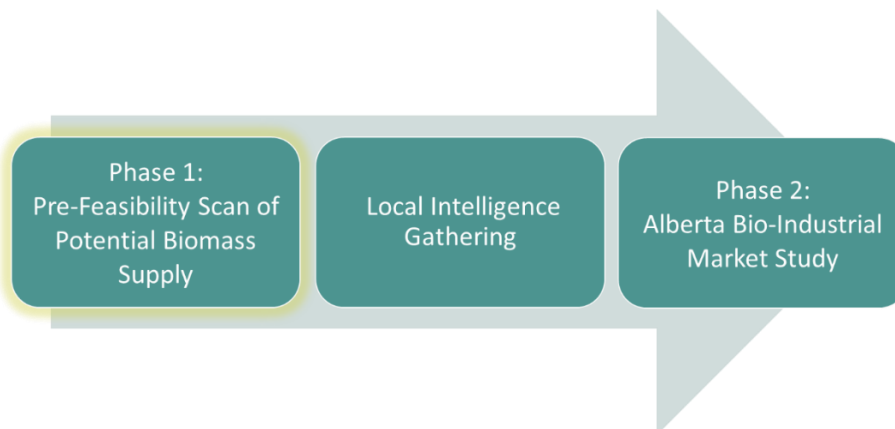 Phase 1:
Pre-Feasibility Scan of
Potential Biomass
Supply
Local Intelligence
Gathering
Phase 2:
Alberta Bio-Industrial
Market Study